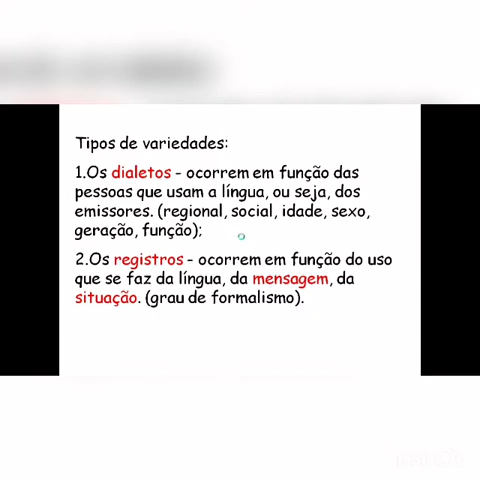 Tipos de variedades:
1.Os dialetos - ocorrem em função das
pessoas que usam a língua, ou seja, dos
emissores. (regional, social, idade, sexo,
geração, função);
2.Os registros - ocorrem em função do uso
que se faz da língua, da mensagem, da
situação. (grau de formalismo).